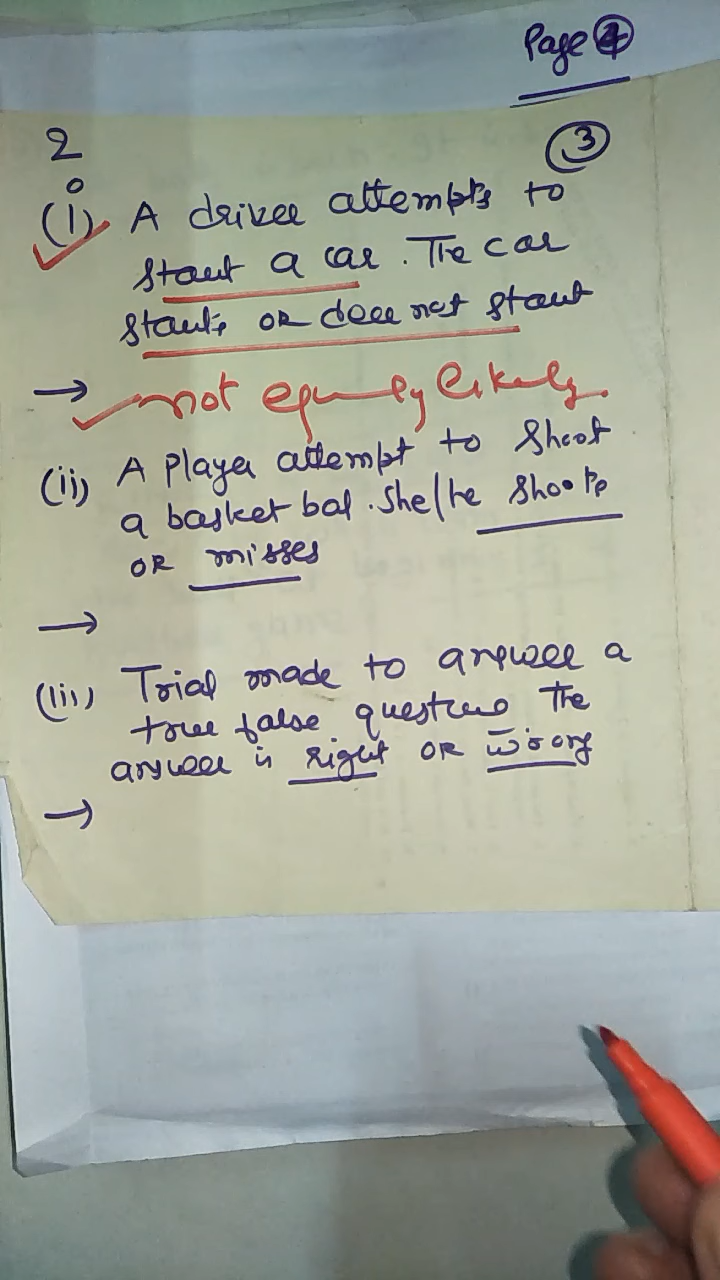 Page 4
2
3
(i) A driver attempts to
start a car. The car
starts OR does not start
→ not equally likely.
(ii) A Player attempt to Shoot
a basket bal. She/he shoots
OR misses
→
(iii) Trial made to answer a
true false question The
answer is right OR wrong
→